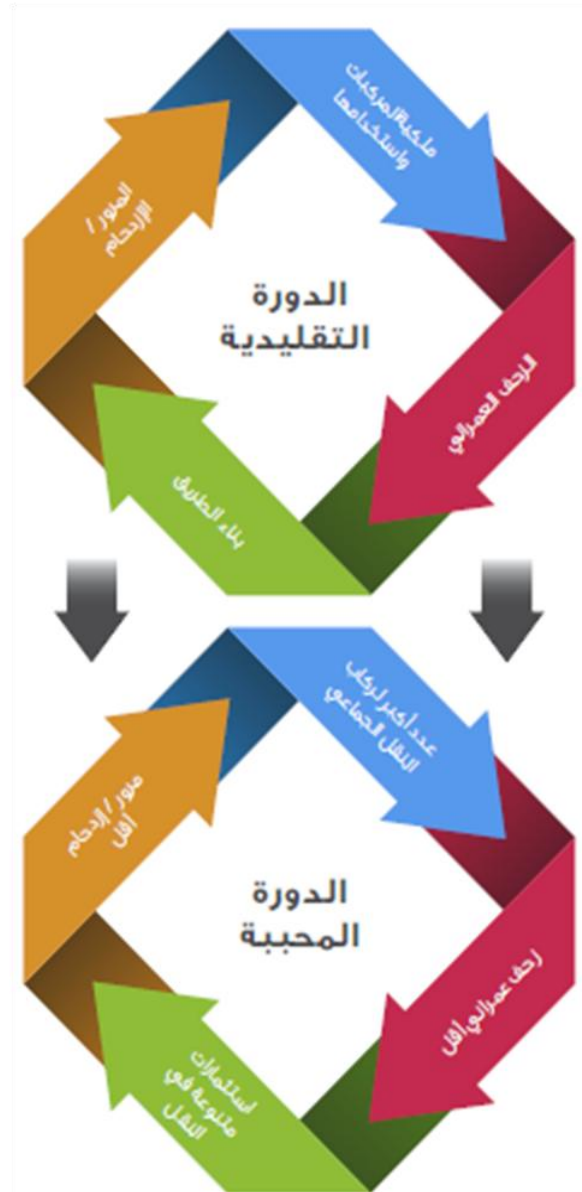 ملكية المركبات
واستخدامها
المرور /
الإزدحام
الدورة
التقليدية
الزحف العمراني
بناء الطريق
عدد أكبر لركاب
النقل الجماعي
مرور / إزدحام
أقل
الدورة
المحببة
زحف عمراني أقل
استثمارات
متنوعة في
النقل